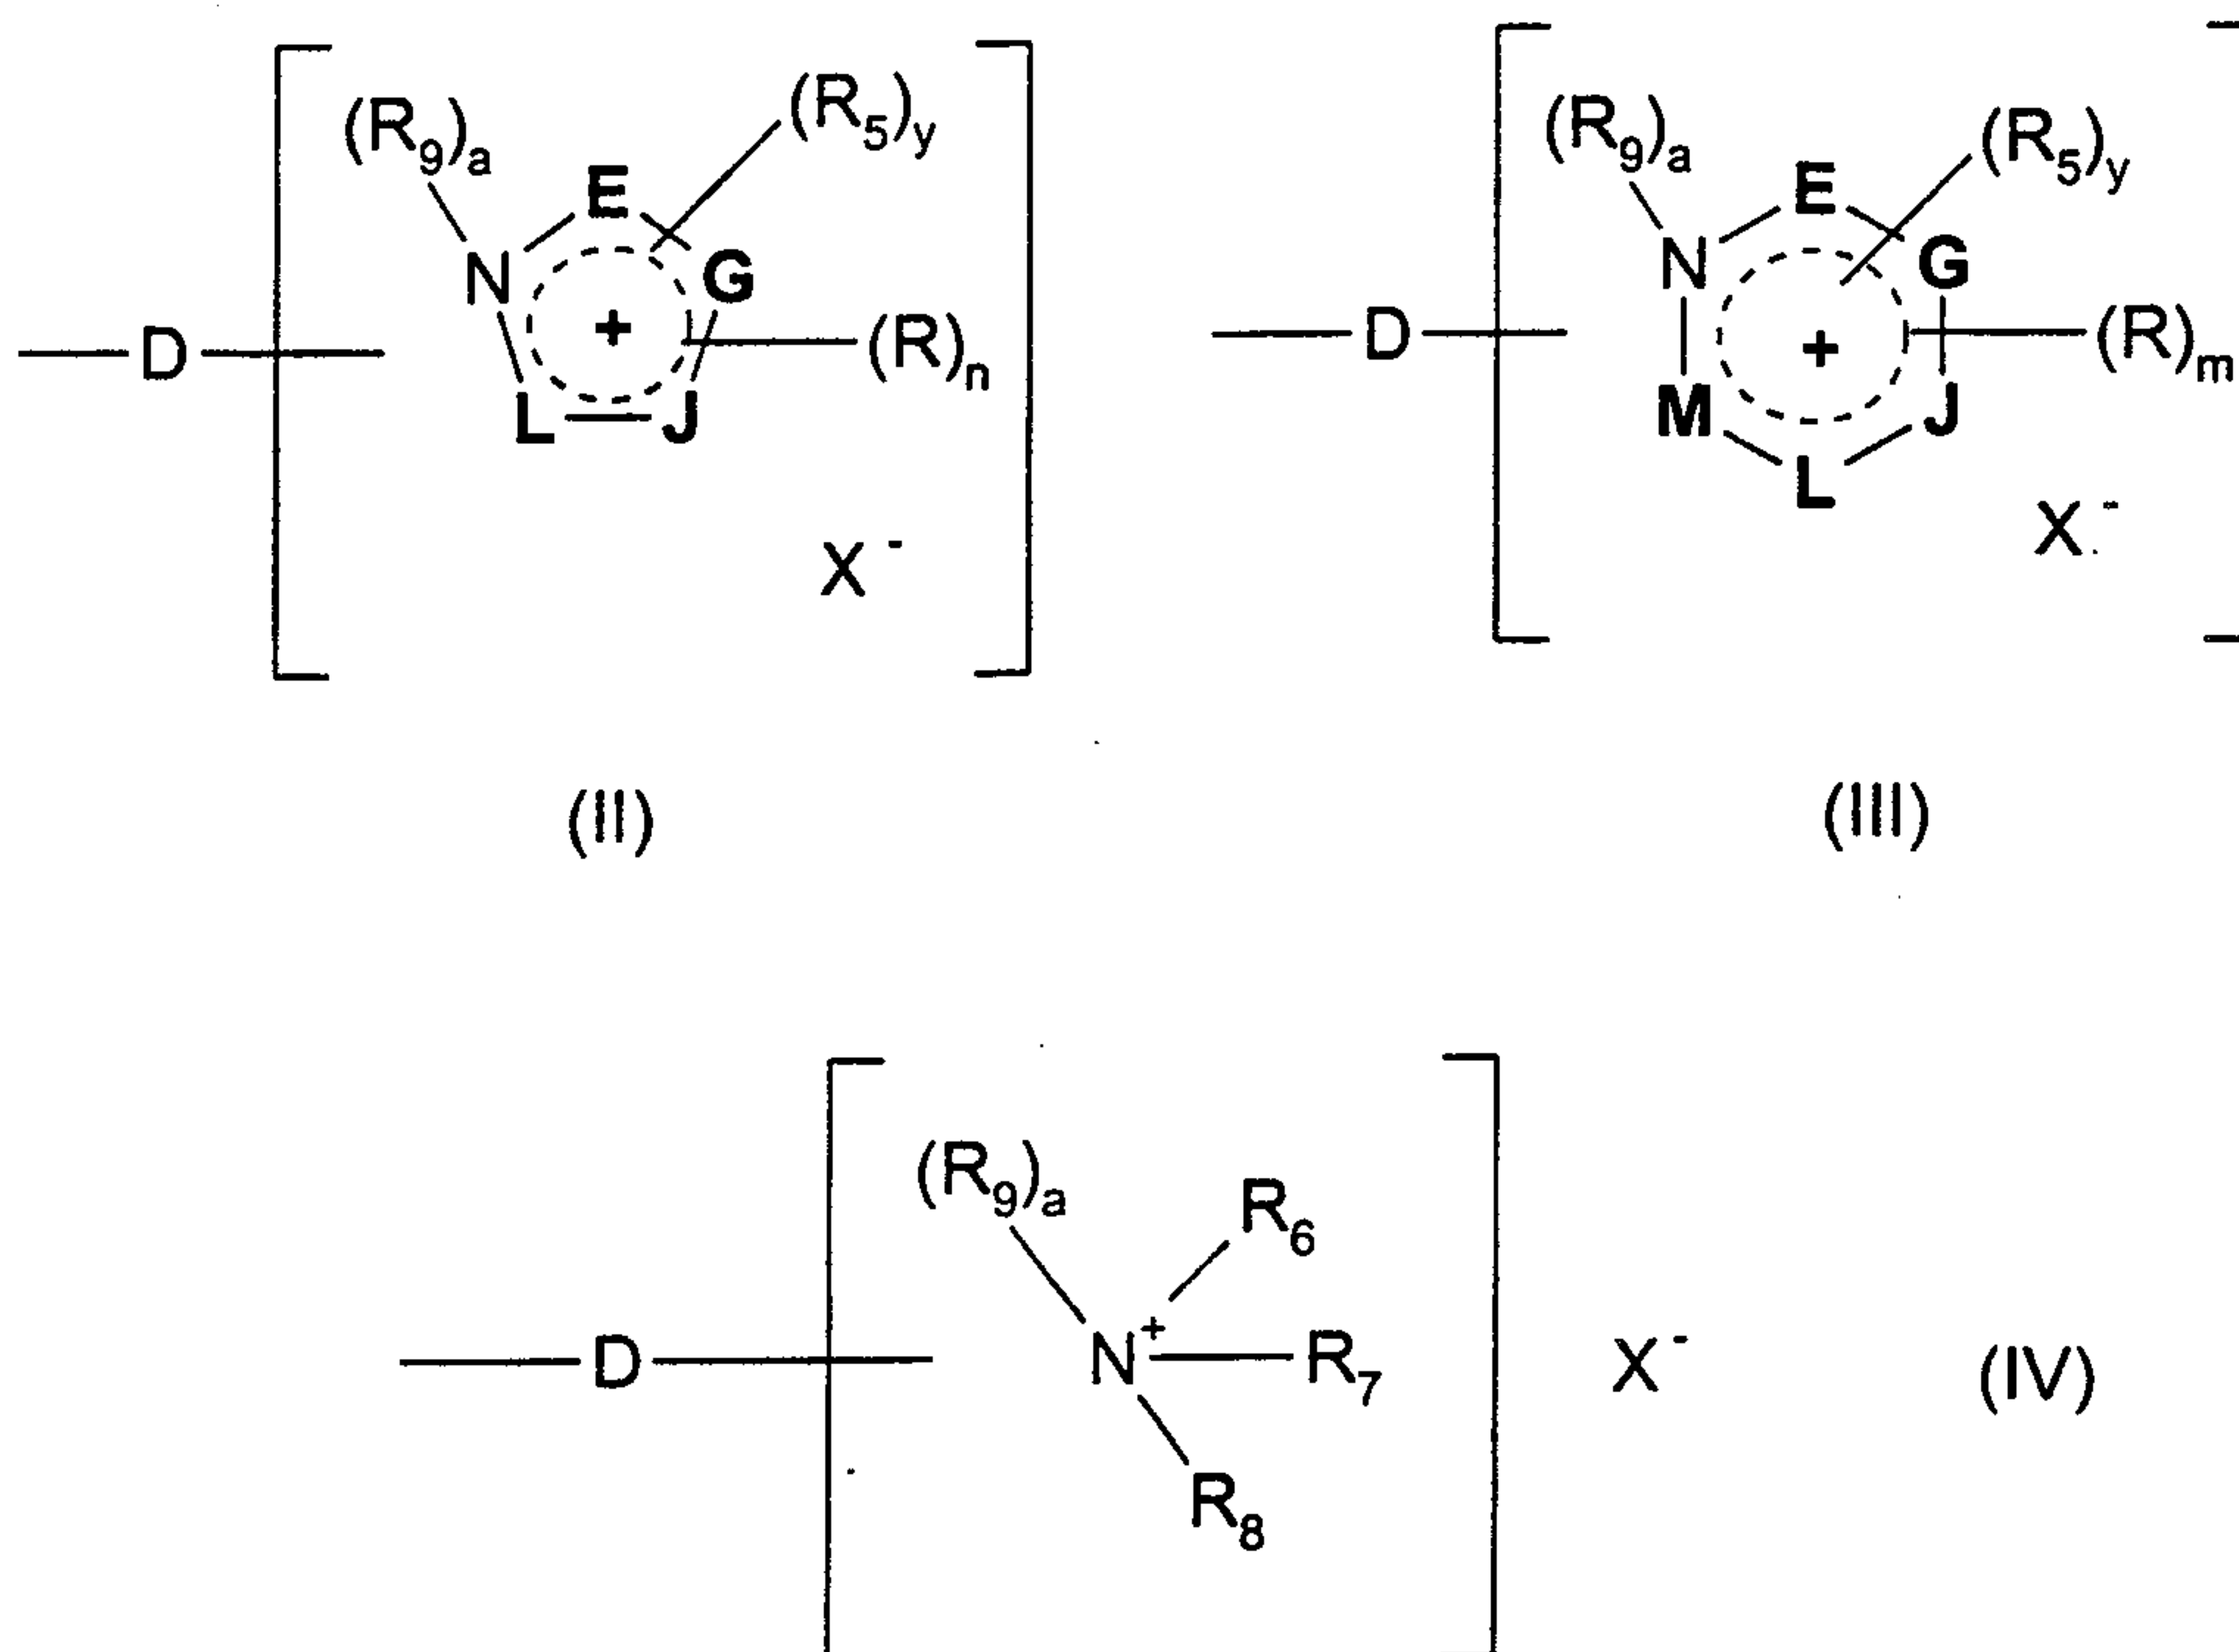 (R9)a (R5)y E N G + D (R)n L J X-
(R9)a (R5)y E N G + D (R)m M J L X-
(II) (III)
(R9)a R6 D N+ R7 X- (IV) R8